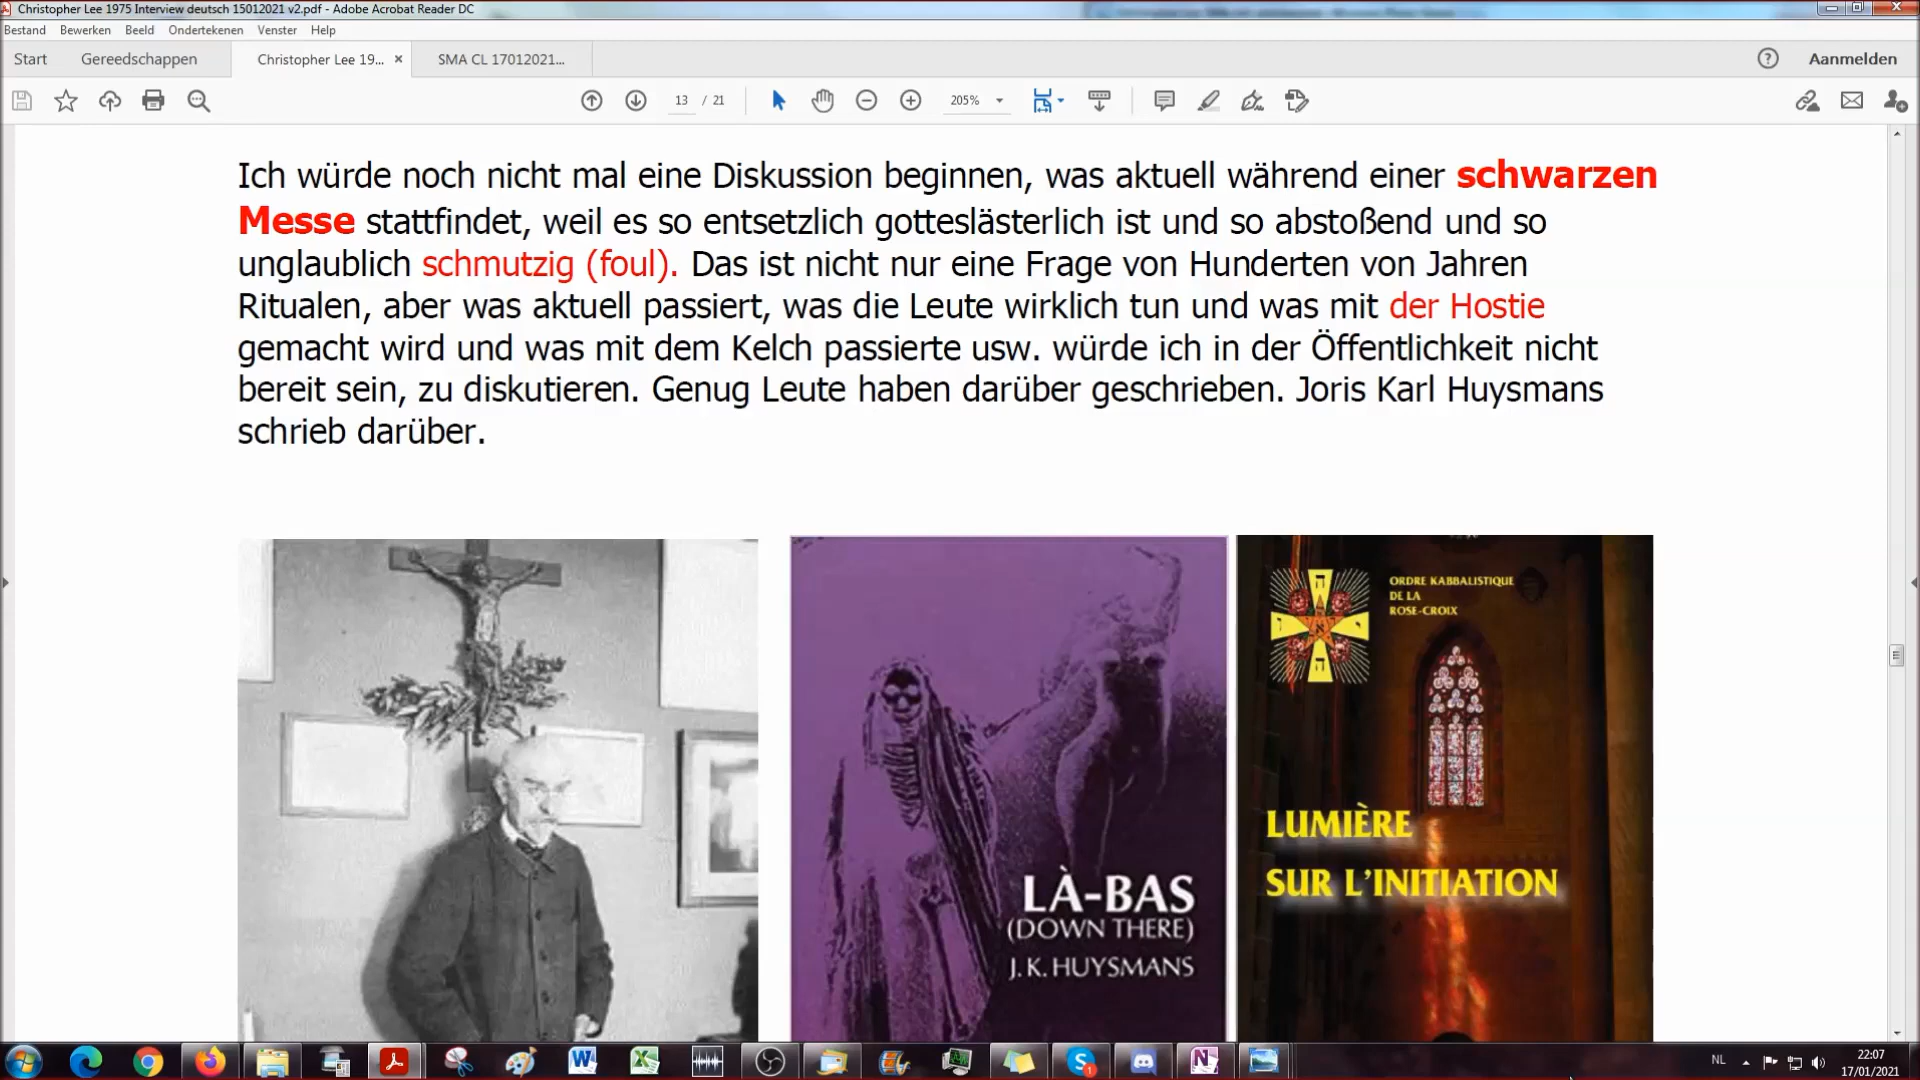 Christopher Lee 1975 Interview deutsch 15012021 v2.pdf - Adobe Acrobat Reader DC
Bestand Bewerken Beeld Ondertekenen Venster Help
Start Gereedschappen Christopher Lee 19... × SMA CL 17012021... Aanmelden
13 / 21 205%
Ich würde noch nicht mal eine Diskussion beginnen, was aktuell während einer schwarzen
Messe stattfindet, weil es so entsetzlich gotteslästerlich ist und so abstoßend und so
unglaublich schmutzig (foul). Das ist nicht nur eine Frage von Hunderten von Jahren
Ritualen, aber was aktuell passiert, was die Leute wirklich tun und was mit der Hostie
gemacht wird und was mit dem Kelch passierte usw. würde ich in der Öffentlichkeit nicht
bereit sein, zu diskutieren. Genug Leute haben darüber geschrieben. Joris Karl Huysmans
schrieb darüber.
LÀ-BAS
(DOWN THERE)
J. K. HUYSMANS
ORDRE KABBALISTIQUE
DE LA
ROSE-CROIX
LUMIÈRE
SUR L'INITIATION
NL
22:07
17/01/2021